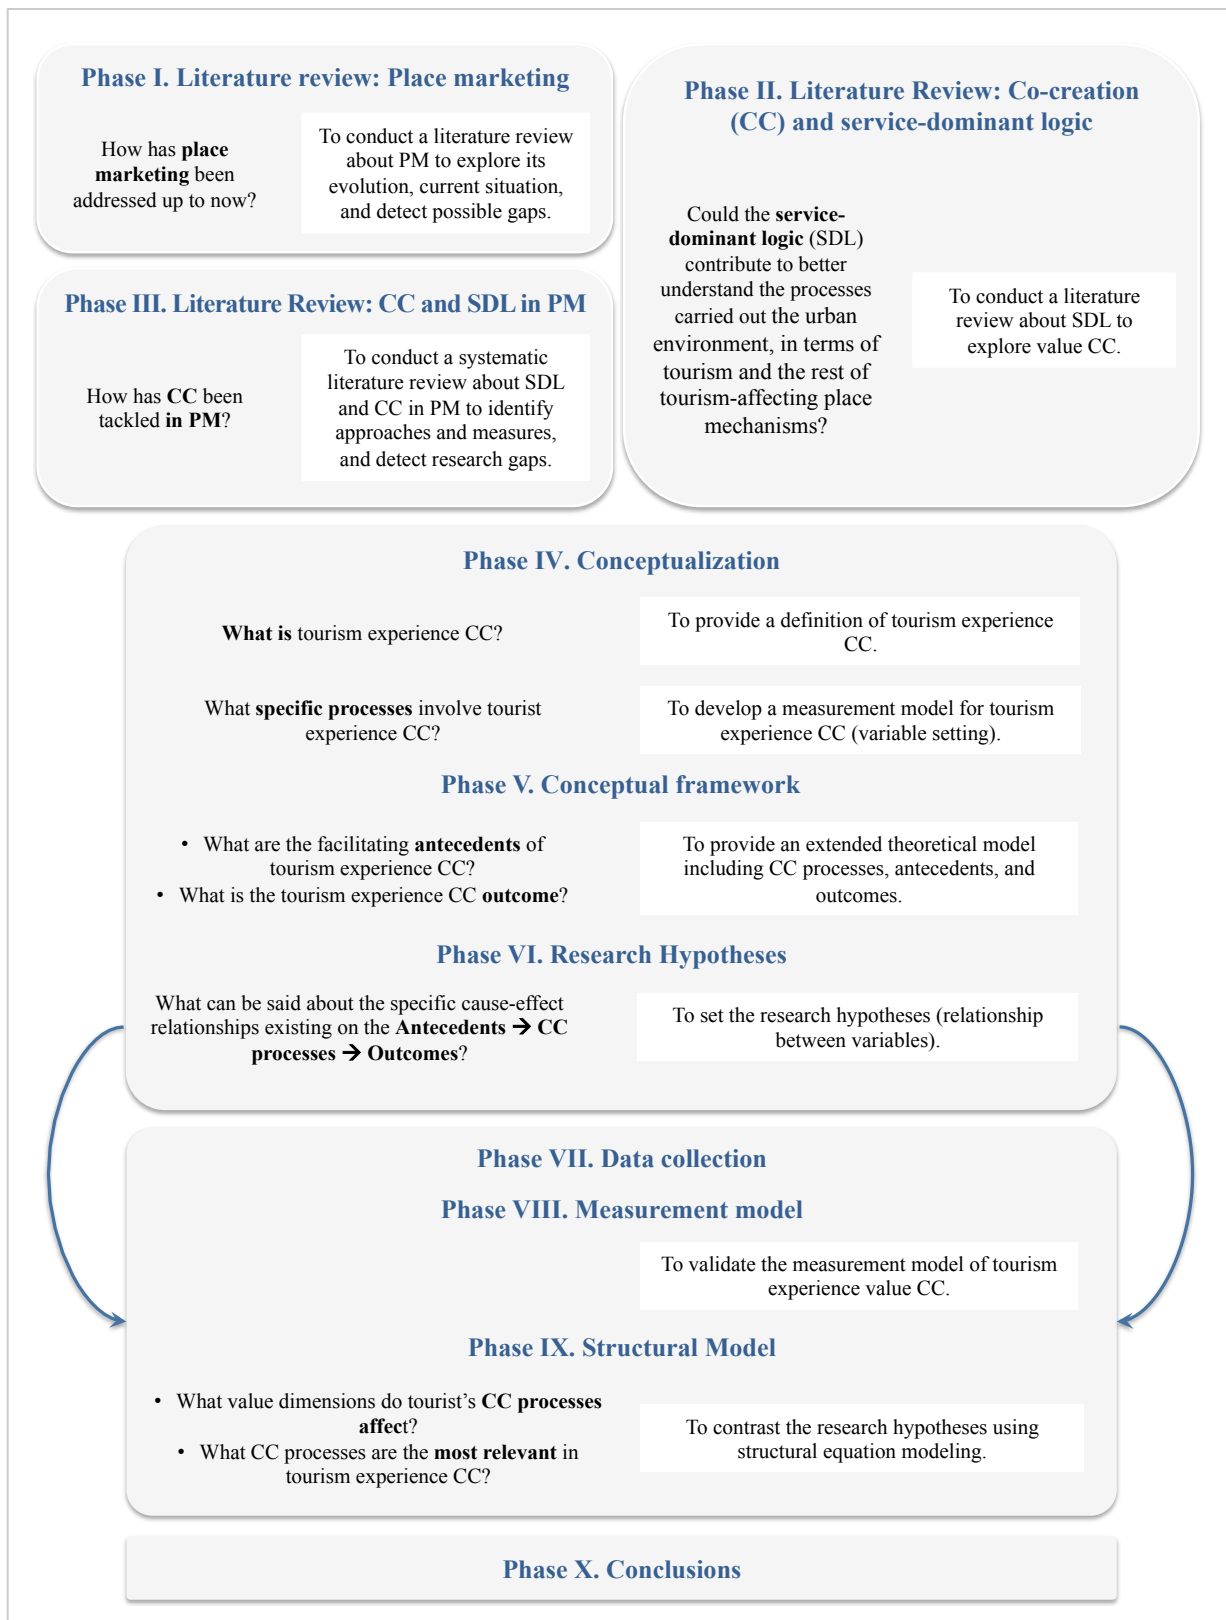 Phase I. Literature review: Place marketing
How has place
marketing been
addressed up to now?
To conduct a literature review
about PM to explore its
evolution, current situation,
and detect possible gaps.
Phase II. Literature Review: Co-creation
(CC) and service-dominant logic
Could the service-
dominant logic (SDL)
contribute to better
understand the processes
carried out the urban
environment, in terms of
tourism and the rest of
tourism-affecting place
mechanisms?
To conduct a literature
review about SDL to
explore value CC.
Phase III. Literature Review: CC and SDL in PM
How has CC been
tackled in PM?
To conduct a systematic
literature review about SDL
and CC in PM to identify
approaches and measures,
and detect research gaps.
Phase IV. Conceptualization
What is tourism experience CC?
To provide a definition of tourism experience
CC.
What specific processes involve tourist
experience CC?
To develop a measurement model for tourism
experience CC (variable setting).
Phase V. Conceptual framework
• What are the facilitating antecedents of
tourism experience CC?
• What is the tourism experience CC outcome?
To provide an extended theoretical model
including CC processes, antecedents, and
outcomes.
Phase VI. Research Hypotheses
What can be said about the specific cause-effect
relationships existing on the Antecedents → CC
processes → Outcomes?
To set the research hypotheses (relationship
between variables).
Phase VII. Data collection
Phase VIII. Measurement model
To validate the measurement model of tourism
experience value CC.
Phase IX. Structural Model
• What value dimensions do tourist's CC processes
affect?
• What CC processes are the most relevant in
tourism experience CC?
To contrast the research hypotheses using
structural equation modeling.
Phase X. Conclusions